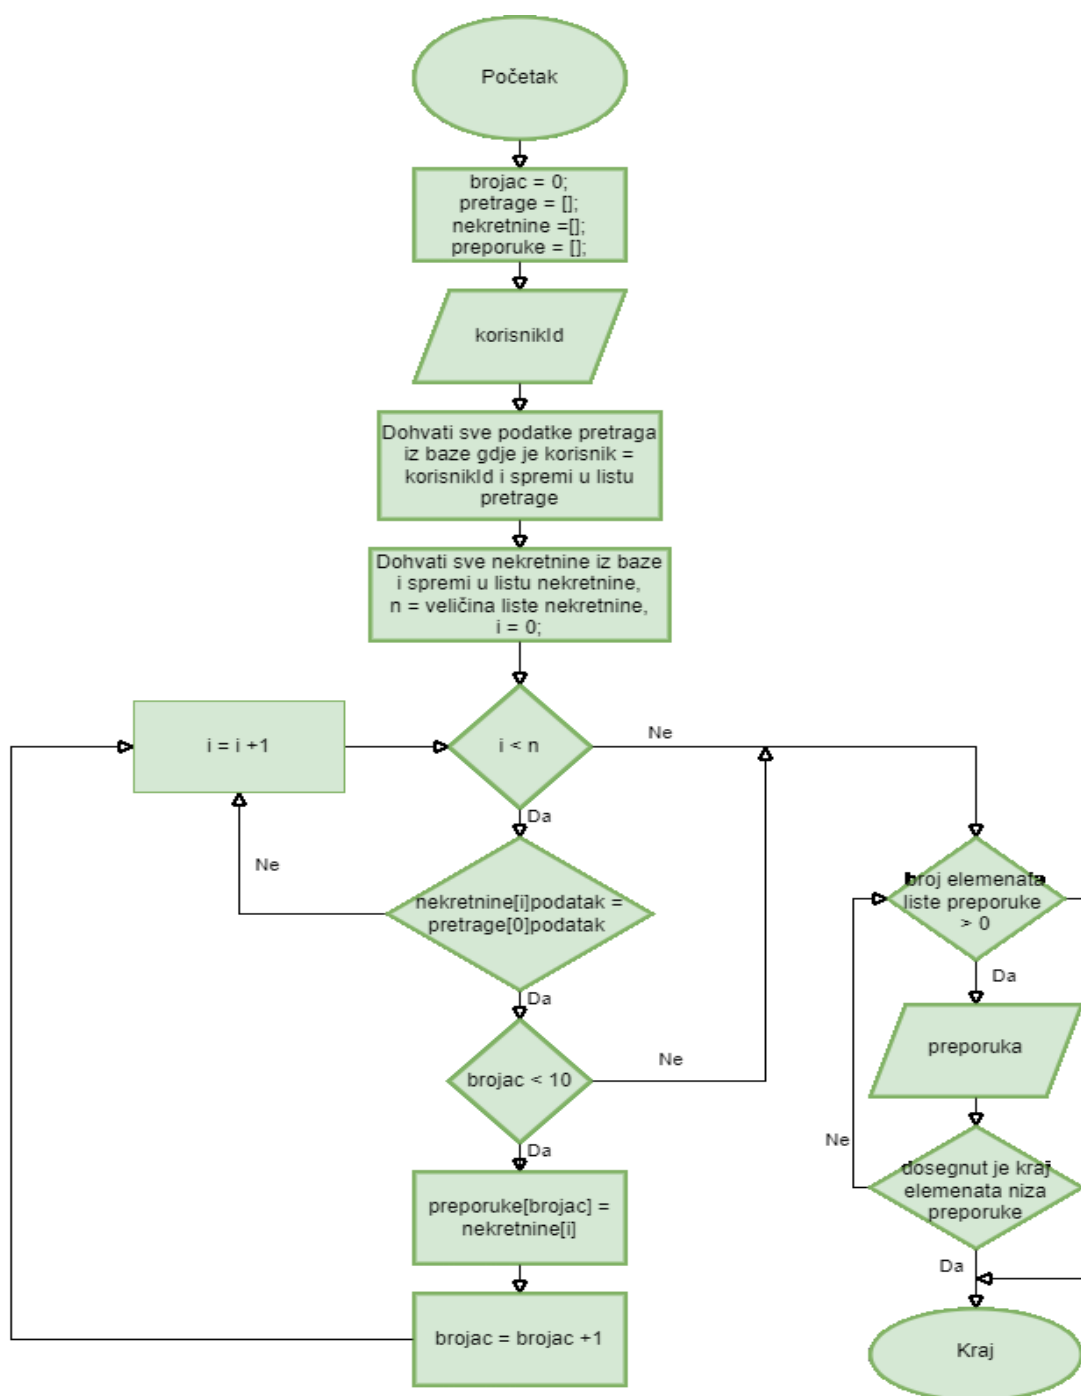 Početak
brojac = 0;
pretrage = [];
nekretnine =[];
preporuke = [];
korisnikId
Dohvati sve podatke pretraga
iz baze gdje je korisnik =
korisnikId i spremi u listu
pretrage
Dohvati sve nekretnine iz baze
i spremi u listu nekretnine,
n = veličina liste nekretnine,
i = 0;
i = i +1
i < n
Ne
Da
Ne
nekretnine[i]podatak =
pretrage[0]podatak
Da
brojac < 10
Ne
Da
preporuke[brojac] =
nekretnine[i]
brojac = brojac +1
broj elemenata
liste preporuke
> 0
Da
preporuka
Ne
dosegnut je kraj
elemenata niza
preporuke
Da
Kraj